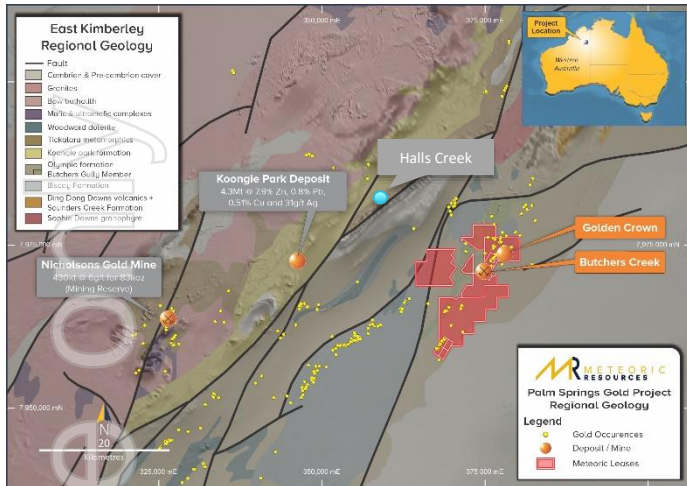 East Kimberley
Regional Geology
Fault
Cambrian & Pre-cambrian cover
Granites
Bow batholith
Mafic & ultramafic complexes
Woodward dolerite
Tickalara metamorphics
Koongie park formation
Olympio formation
Butchers Gully Member
Biscay Formation
Ding Dong Downs volcanics +
Saunders Creek Formation
Sophie Downs granophyre
350,000 mE
375,000 mE
Project
Location
Western
Australia
Halls Creek
Koongie Park Deposit
4.3Mt @ 7.9% Zn, 0.8% Pb,
0.51% Cu and 31g/t Ag
7,975,000 mN
7,975,000 mN
Golden Crown
Butchers Creek
Nicholsons Gold Mine
430kt @ 6g/t for 83koz
(Mining Reserve)
7,950,000 mN
N
20
Kilometres
325,000 mE
350,000 mE
375,000 mE
METEORIC
RESOURCES
Palm Springs Gold Project
Regional Geology
Legend
Gold Occurences
Deposit / Mine
Meteoric Leases